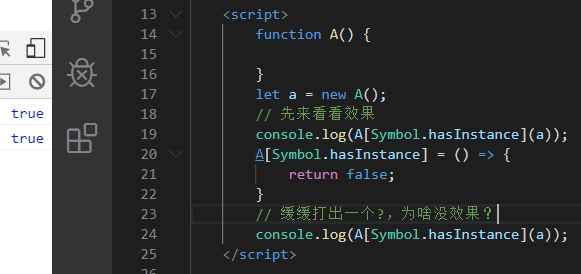 true
true
13 <script>
14 function A() {
15
16 }
17 let a = new A();
18 // 先来看看效果
19 console.log(A[Symbol.hasInstance](a));
20 A[Symbol.hasInstance] = () => {
21 return false;
22 }
23 // 缓缓打出一个?，为啥没效果？
24 console.log(A[Symbol.hasInstance](a));
25 </script>